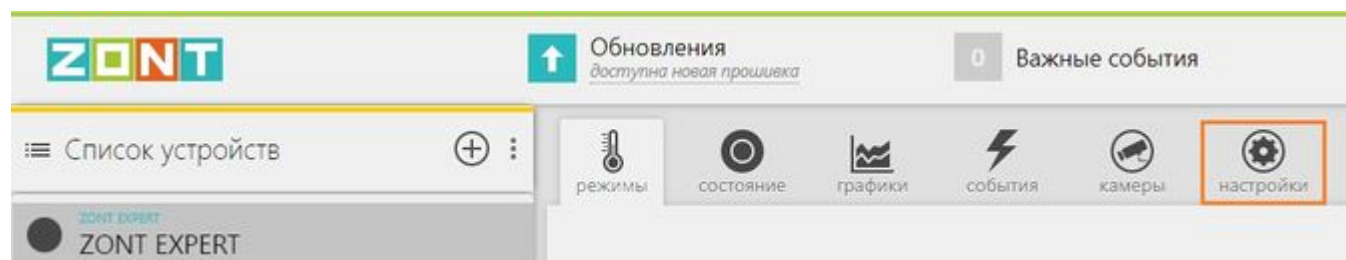 ZONT
Обновления
доступна новая прошивка
0
Важные события
Список устройств
режимы
состояние
графики
события
камеры
настройки
ZONT EXPERT
ZONT EXPERT